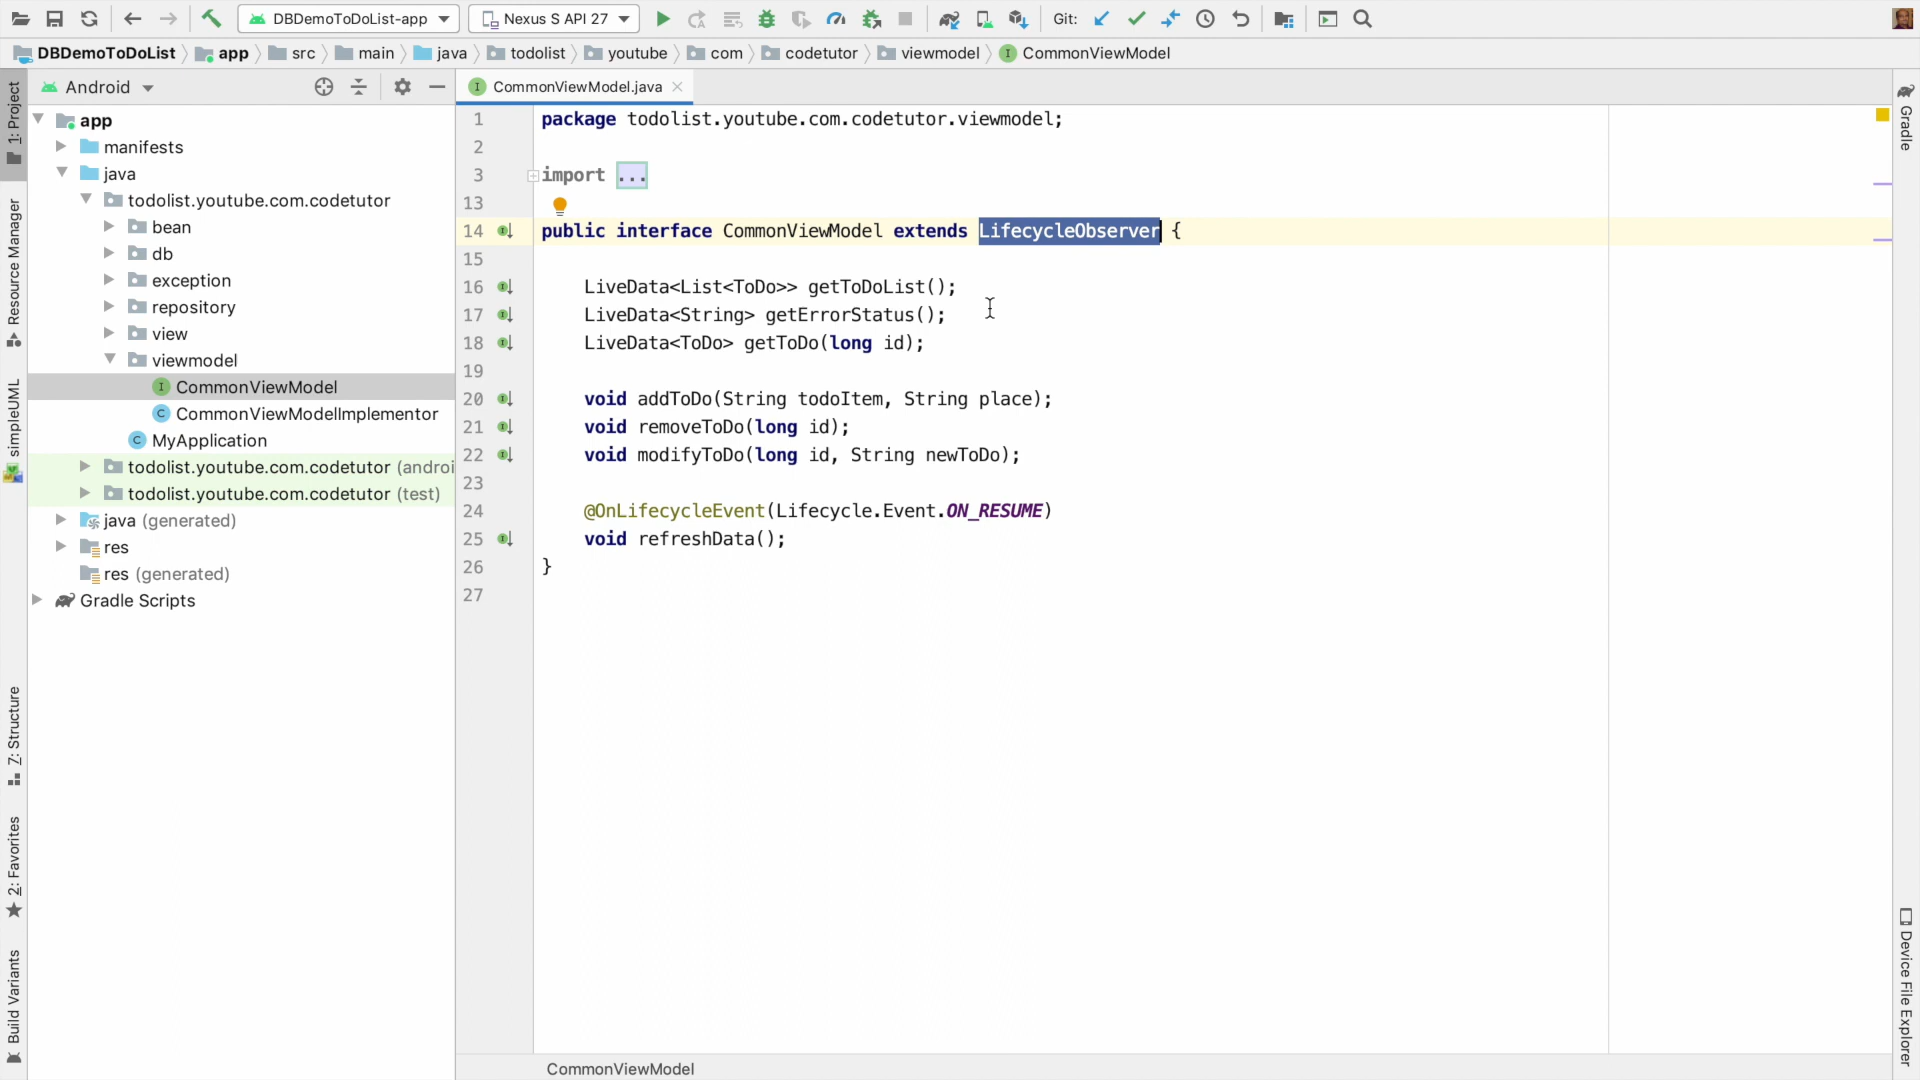 DBDemoToDoList-app
Nexus S API 27
Git:
DBDemoToDoList
app
src
main
java
todolist
youtube
com
codetutor
viewmodel
CommonViewModel
Android
CommonViewModel.java
1: Project
Resource Manager
simpleUML
Z: Structure
2: Favorites
Build Variants
app
manifests
java
todolist.youtube.com.codetutor
bean
db
exception
repository
view
viewmodel
CommonViewModel
CommonViewModelImplementor
MyApplication
todolist.youtube.com.codetutor (androi
todolist.youtube.com.codetutor (test)
java (generated)
res
res (generated)
Gradle Scripts
1 package todolist.youtube.com.codetutor.viewmodel;
2
3 import ...
13
14 public interface CommonViewModel extends LifecycleObserver {
15
16 LiveData<List<ToDo>> getToDoList();
17 LiveData<String> getErrorStatus();
18 LiveData<ToDo> getToDo(long id);
19
20 void addToDo(String todoItem, String place);
21 void removeToDo(long id);
22 void modifyToDo(long id, String newToDo);
23
24 @OnLifecycleEvent(Lifecycle.Event.ON_RESUME)
25 void refreshData();
26 }
27
CommonViewModel
Gradle
Device File Explorer